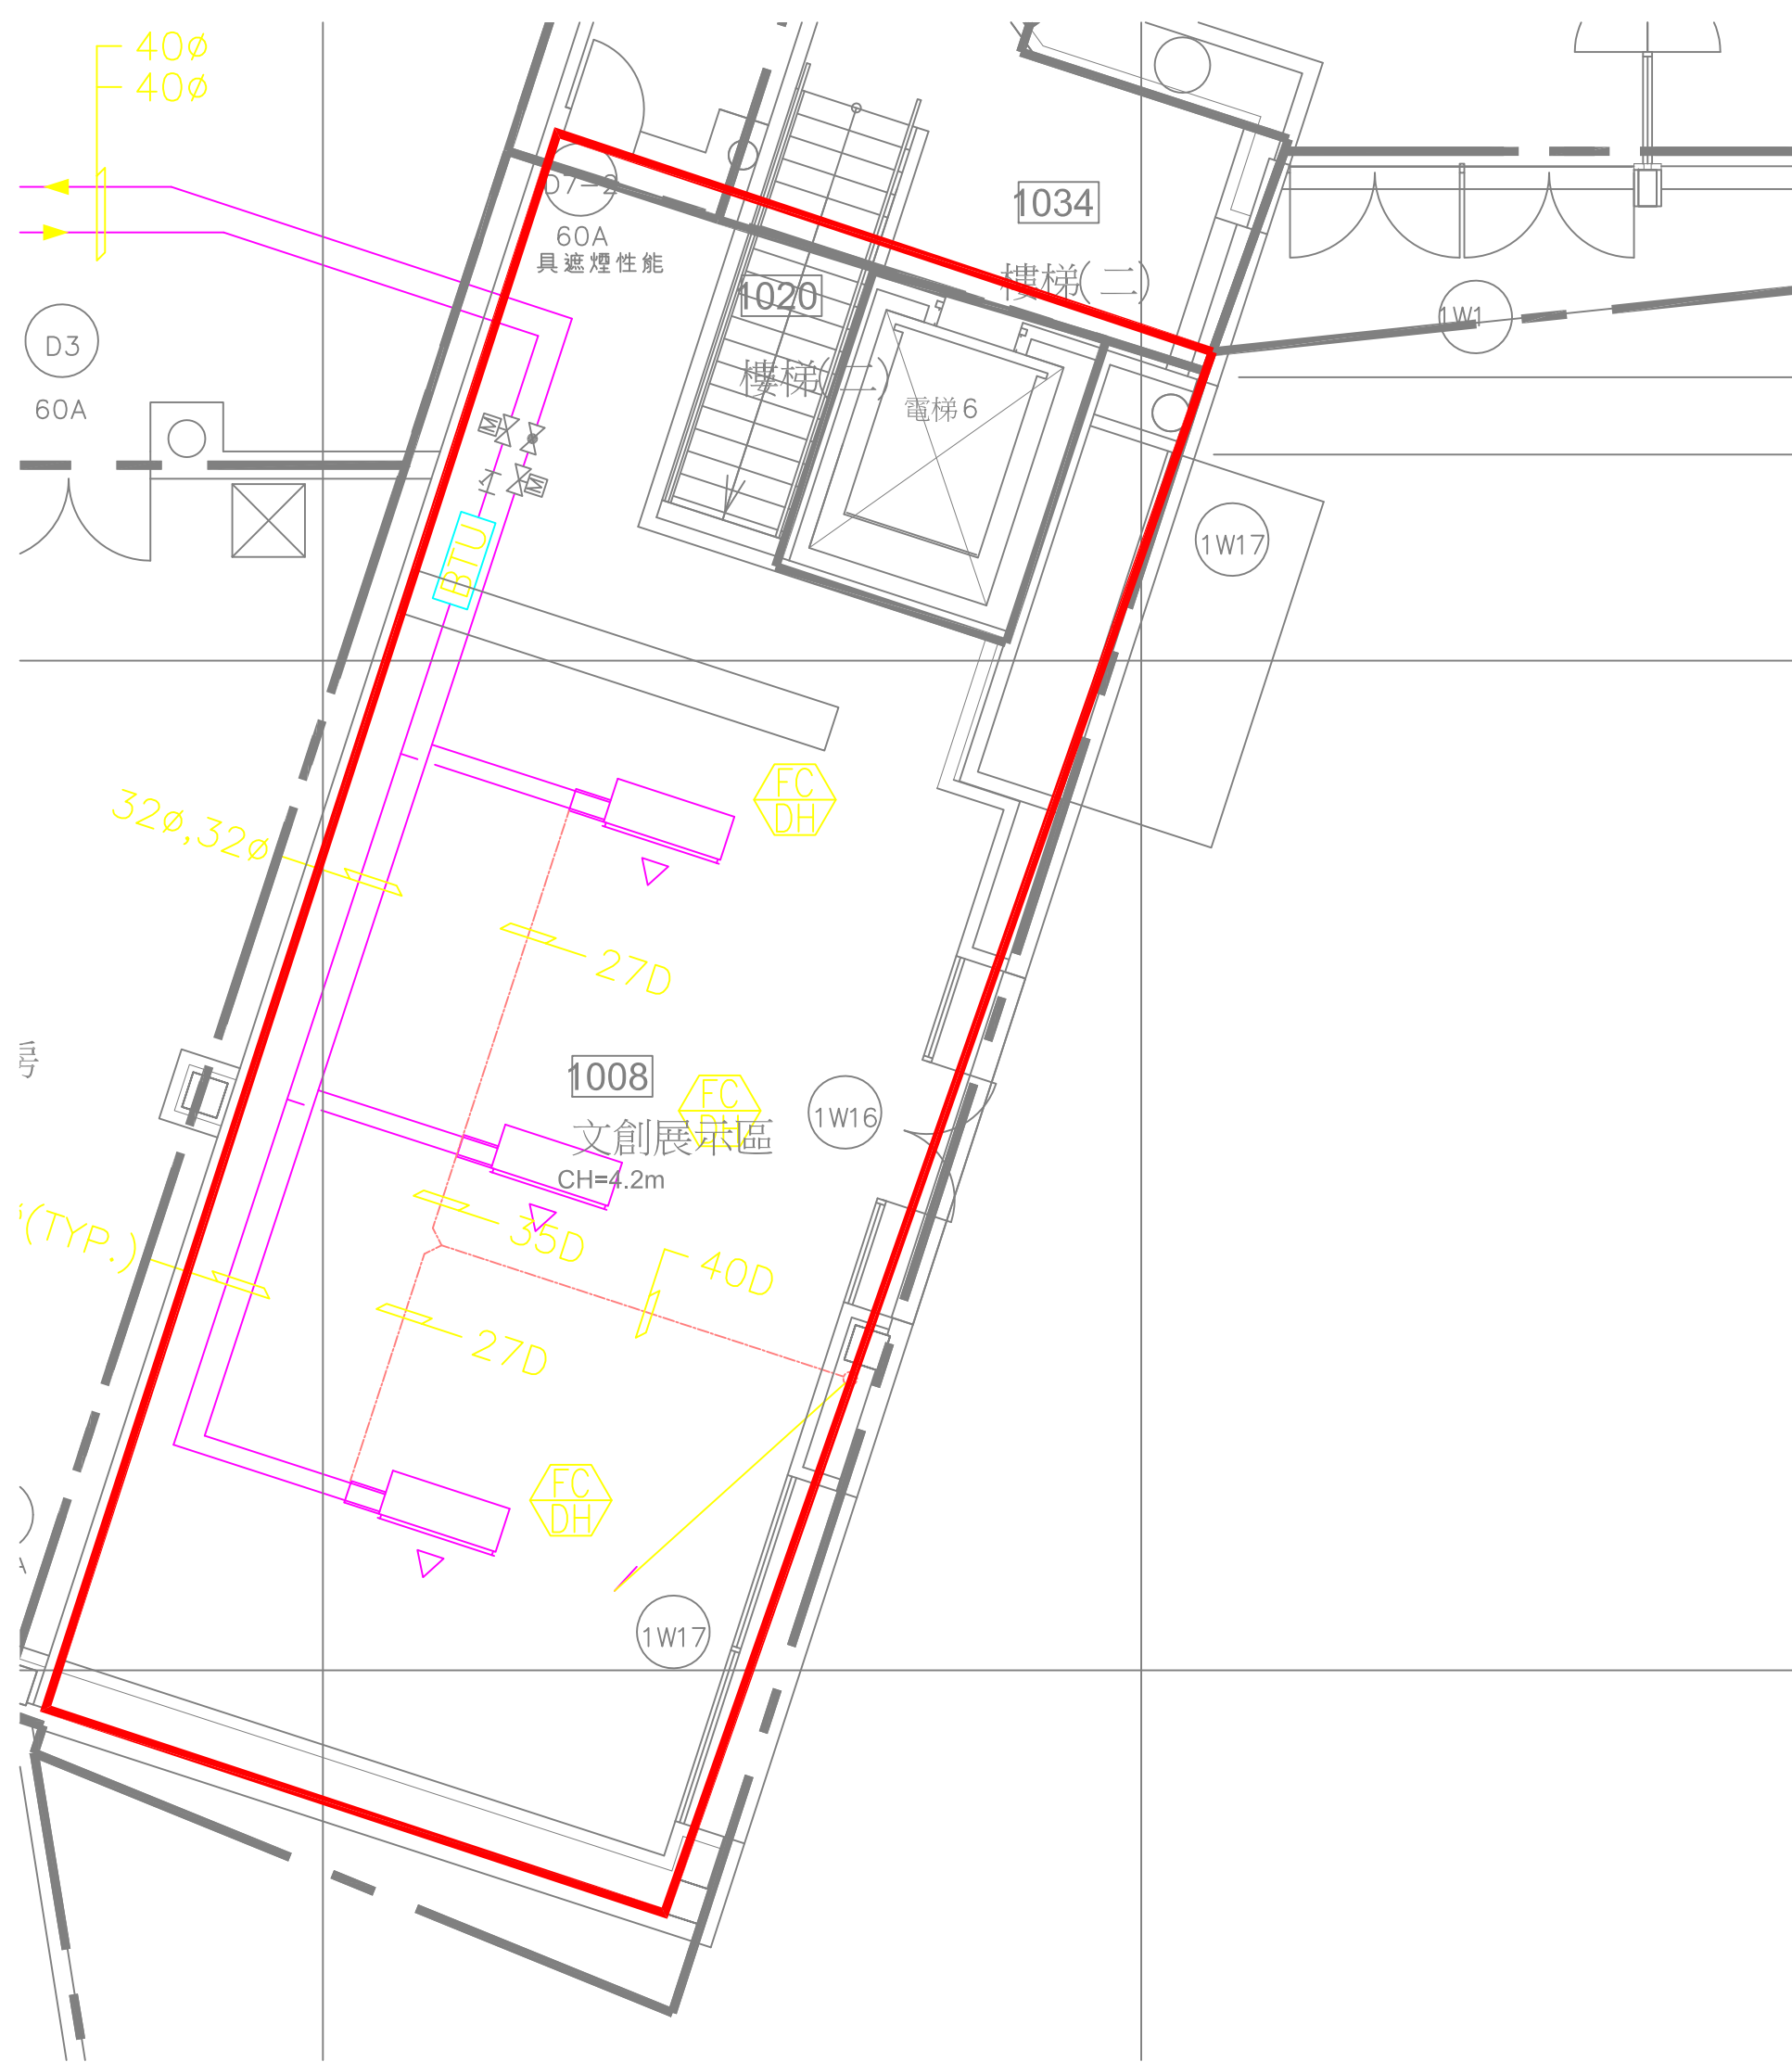 40ø
40ø
D7-2
60A
具遮煙性能
1034
樓梯(二)
1020
樓梯(二)
電梯6
1W1
D3
60A
M
M
BTU
1W17
FC
DH
32ø,32ø
27D
1008
FC
DH
文創展示區
CH=4.2m
1W16
房
(TYP.)
35D
40D
27D
FC
DH
1W17